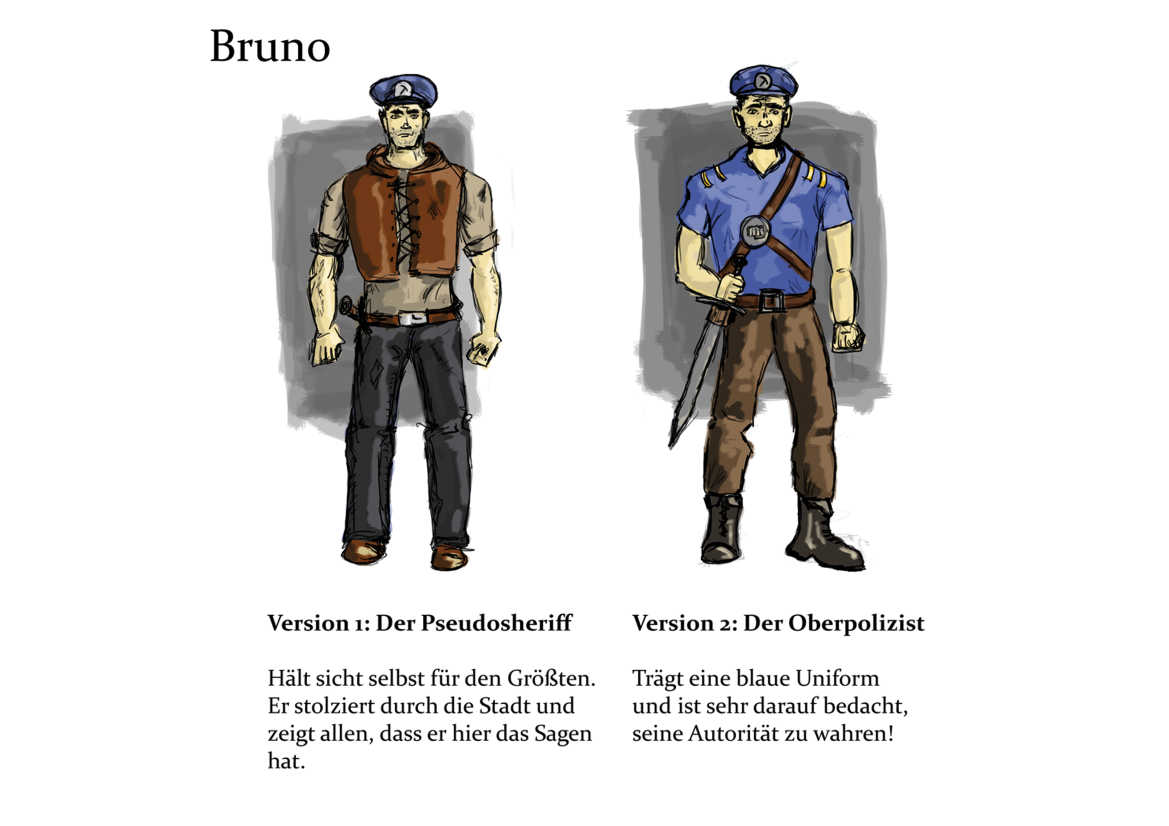 Bruno
Version 1: Der Pseudosheriff
Hält sicht selbst für den Größten.
Er stolziert durch die Stadt und
zeigt allen, dass er hier das Sagen
hat.
Version 2: Der Oberpolizist
Trägt eine blaue Uniform
und ist sehr darauf bedacht,
seine Autorität zu wahren!